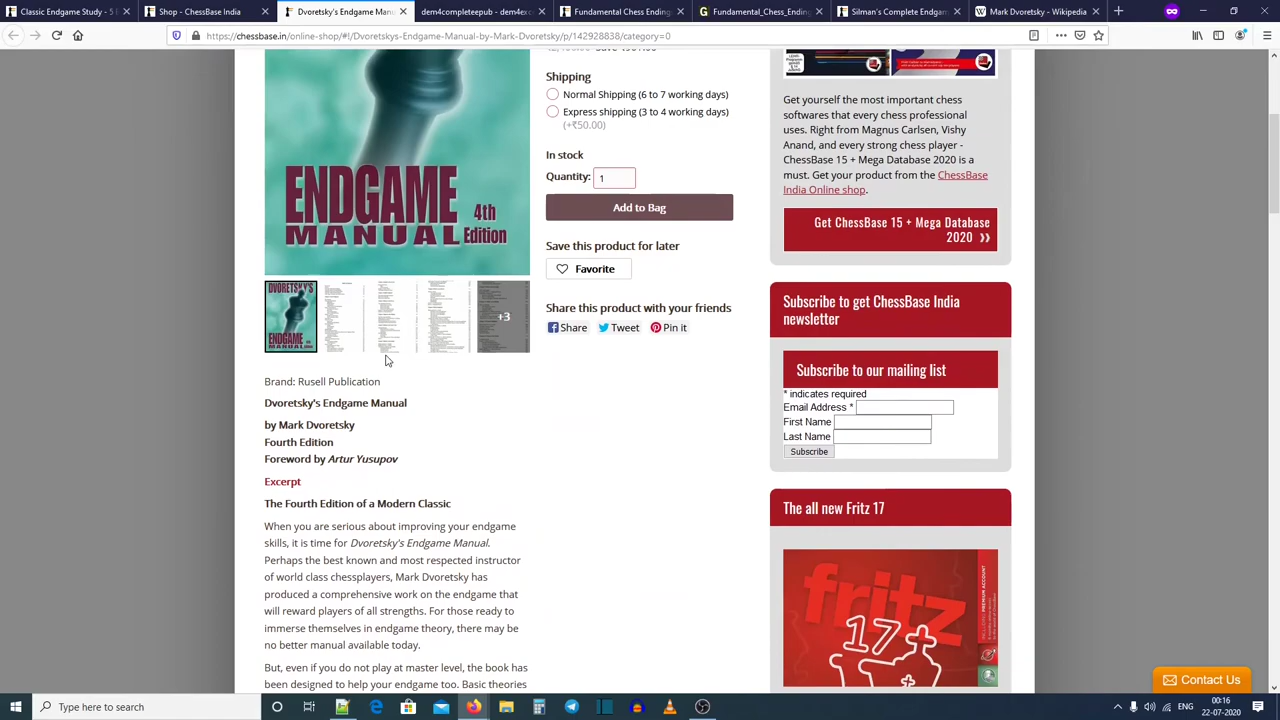 Classic Endgame Study - 5
Shop - ChessBase India
Dvoretsky's Endgame Manual
dem4completepub - dem4exc
Fundamental Chess Ending
Fundamental Chess Endings
Silman's Complete Endgam
Mark Dvoretsky - Wikipedia
https://chessbase.in/online-shop/#!/Dvoretskys-Endgame-Manual-by-Mark-Dvoretsky/p/142928838/category=0
Shipping
Normal Shipping (6 to 7 working days)
Express shipping (3 to 4 working days)
(+₹50.00)
In stock
Quantity: 1
Add to Bag
Save this product for later
Favorite
Share this product with your friends
Share Tweet Pin it
ENDGAME
MANUAL
4th
Edition
DVORETSKY'S
ENDGAME
+3
Brand: Rusell Publication
Dvoretsky's Endgame Manual
by Mark Dvoretsky
Fourth Edition
Foreword by Artur Yusupov
Excerpt
The Fourth Edition of a Modern Classic
When you are serious about improving your endgame
skills, it is time for Dvoretsky's Endgame Manual.
Perhaps the best known and most respected instructor
of world class chessplayers, Mark Dvoretsky has
produced a comprehensive work on the endgame that
will reward players of all strengths. For those ready to
immerse themselves in endgame theory, there may be
no better manual available today.
But, even if you do not play at master level, the book has
been designed to help your endgame too. Basic theories
Get yourself the most important chess
softwares that every chess professional
uses. Right from Magnus Carlsen, Vishy
Anand, and every strong chess player -
ChessBase 15 + Mega Database 2020 is a
must. Get your product from the ChessBase
India Online shop.
Get ChessBase 15 + Mega Database
2020 »
Subscribe to get ChessBase India
newsletter
Subscribe to our mailing list
* indicates required
Email Address *
First Name
Last Name
Subscribe
The all new Fritz 17
fritz
17
Contact Us
Type here to search
ENG
00:16
22-07-2020